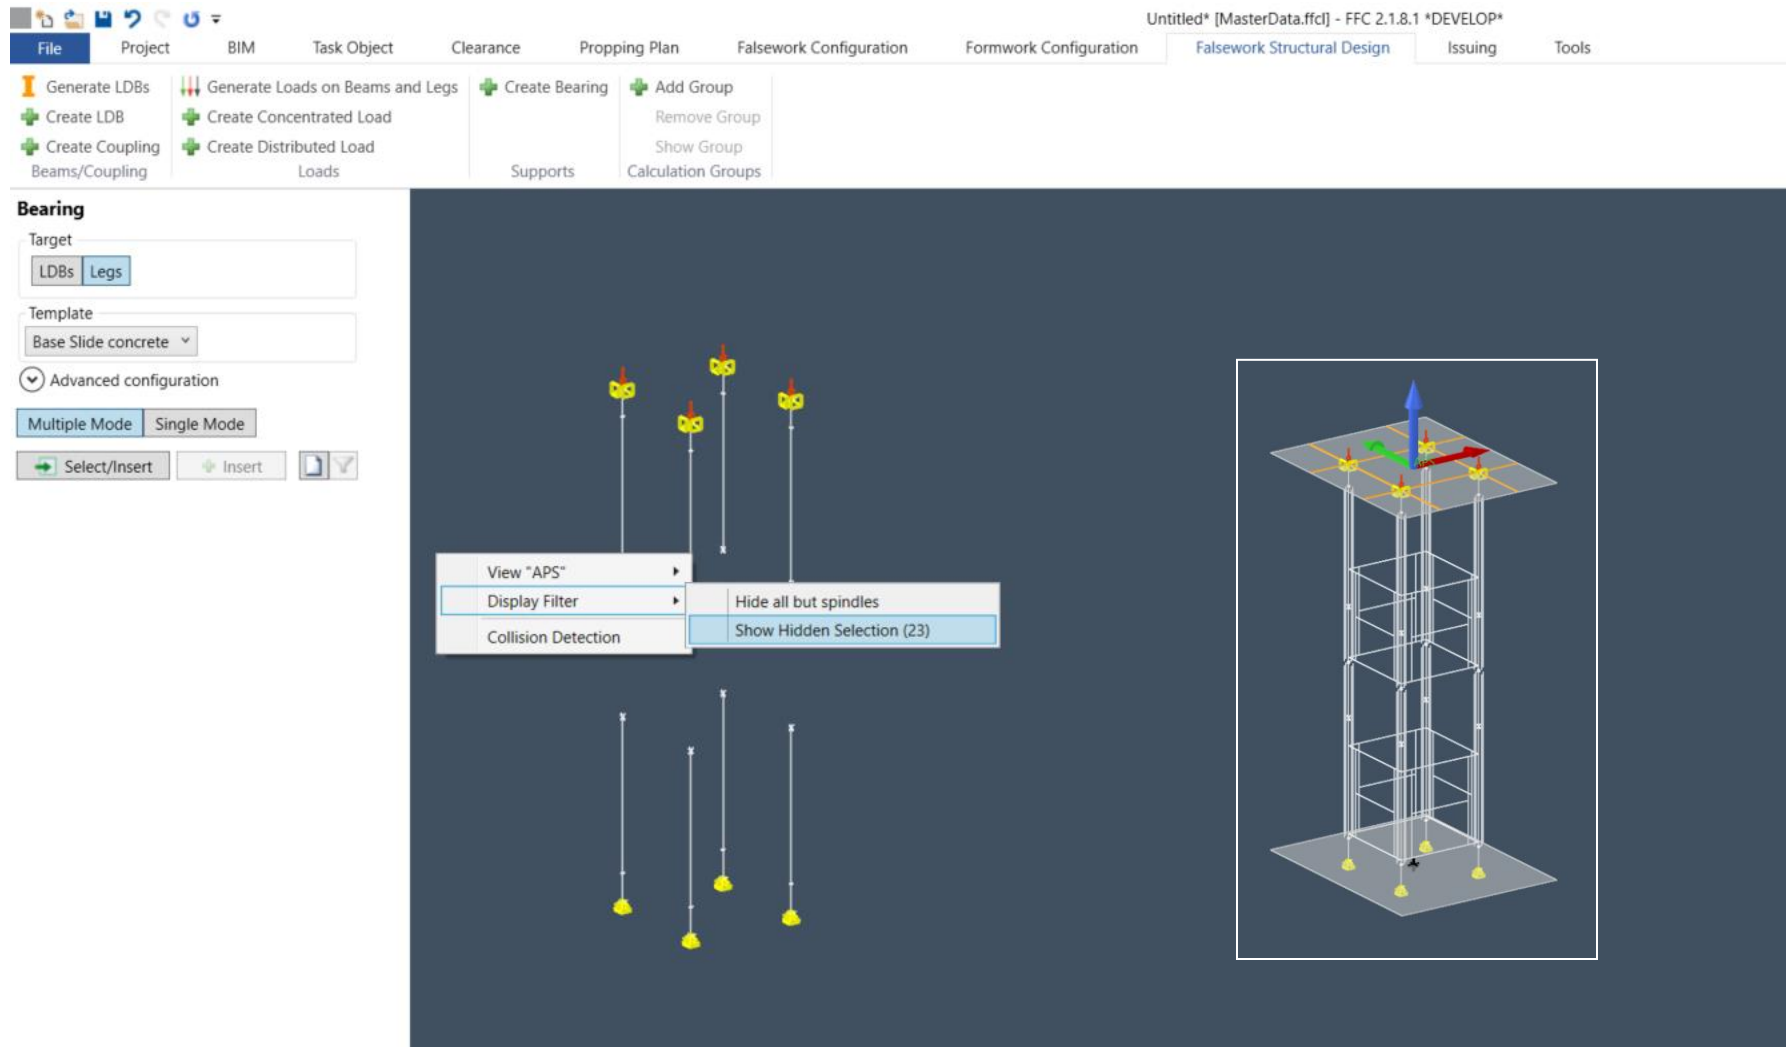 Untitled* [MasterData.ffcl] - FFC 2.1.8.1 *DEVELOP*
File Project BIM Task Object Clearance Propping Plan Falsework Configuration Formwork Configuration Falsework Structural Design Issuing Tools
Generate LDBs Generate Loads on Beams and Legs Create Bearing Add Group
Create LDB Create Concentrated Load Remove Group
Create Coupling Create Distributed Load Show Group
Beams/Coupling Loads Supports Calculation Groups
Bearing
Target
LDBs Legs
Template
Base Slide concrete
Advanced configuration
Multiple Mode Single Mode
Select/Insert Insert
View "APS"
Display Filter
Collision Detection
Hide all but spindles
Show Hidden Selection (23)